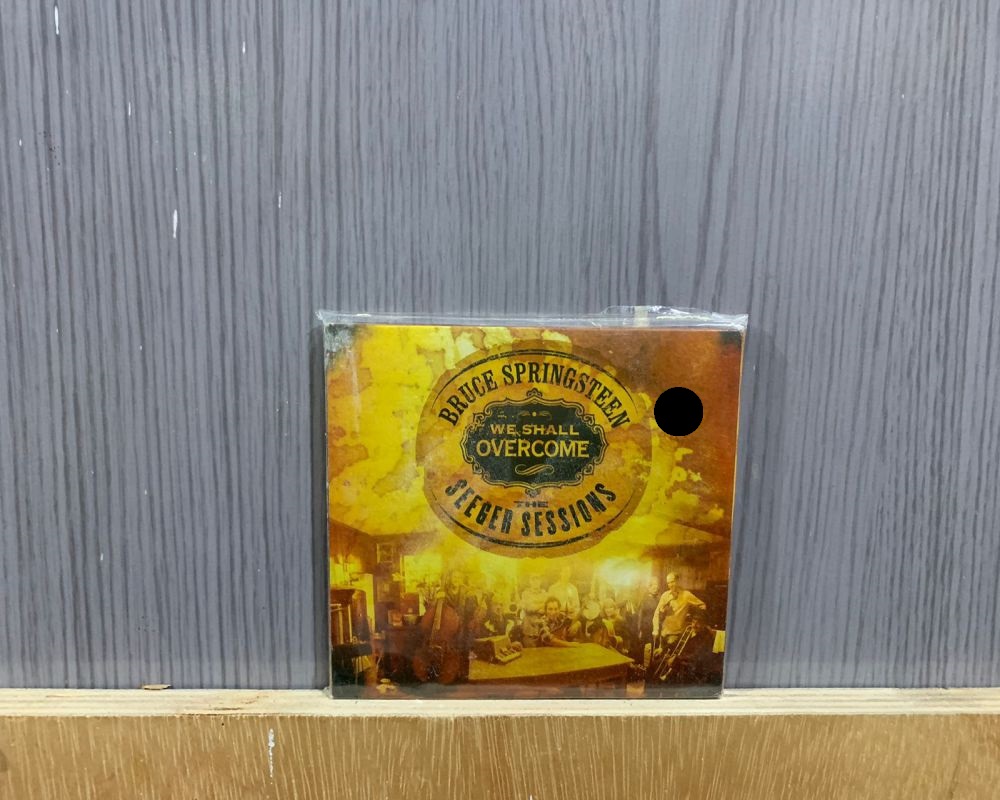 BRUCE SPRINGSTEEN
WE SHALL
OVERCOME
THE
SEEGER SESSIONS